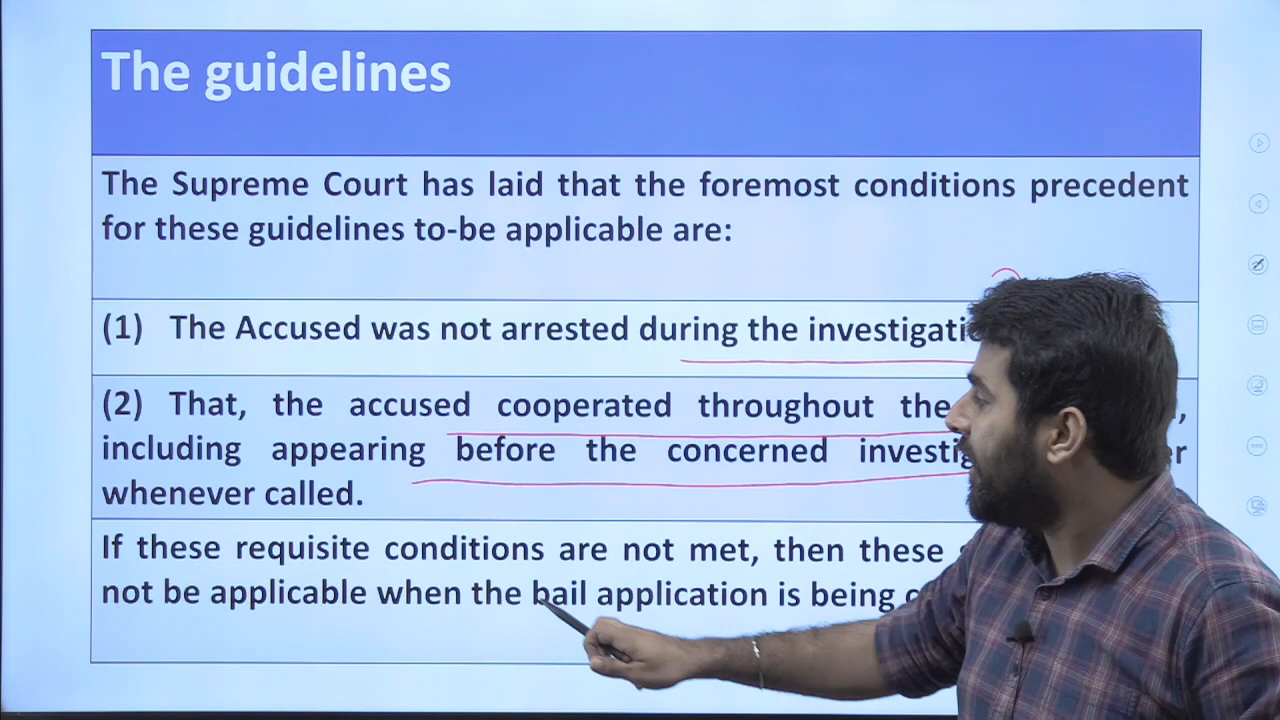 The guidelines
The Supreme Court has laid that the foremost conditions precedent
for these guidelines to-be applicable are:
(1) The Accused was not arrested during the
(2) That, the accused cooperated throughout the ,
including appearing before the concerned
whenever called.
If these requisite conditions are not met, then these
not be applicable when the bail application is being